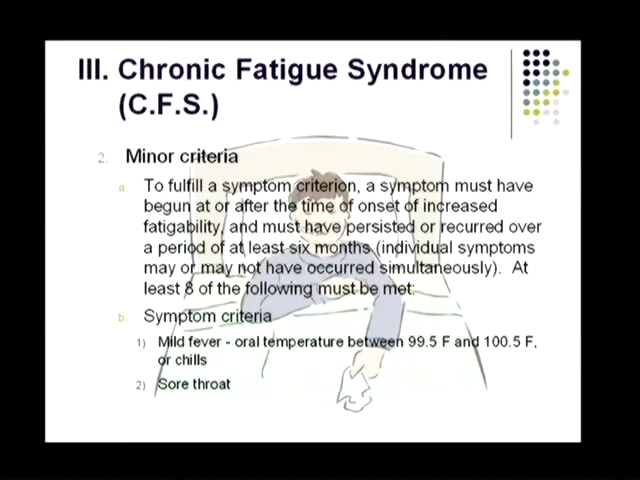 III. Chronic Fatigue Syndrome
(C.F.S.)
2. Minor criteria
a. To fulfill a symptom criterion, a symptom must have
begun at or after the time of onset of increased
fatigability, and must have persisted or recurred over
a period of at least six months (individual symptoms
may or may not have occurred simultaneously). At
least 8 of the following must be met:
b. Symptom criteria
1) Mild fever - oral temperature between 99.5 F and 100.5 F,
or chills
2) Sore throat